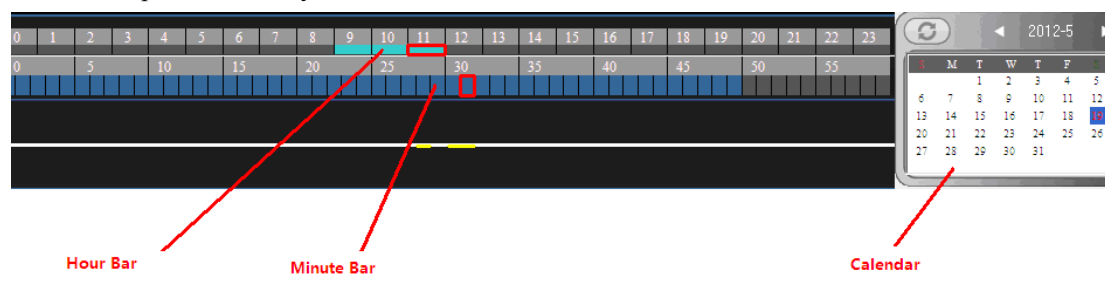 0 1 2 3 4 5 6 7 8 9 10 11 12 13 14 15 16 17 18 19 20 21 22 23
2012-5
0 5 10 15 20 25 30 35 40 45 50 55
S M T W T F
1 2 3 4 5
6 7 8 9 10 11 12
13 14 15 16 17 18
20 21 22 23 24 25 26
27 28 29 30 31
Hour Bar
Minute Bar
Calendar